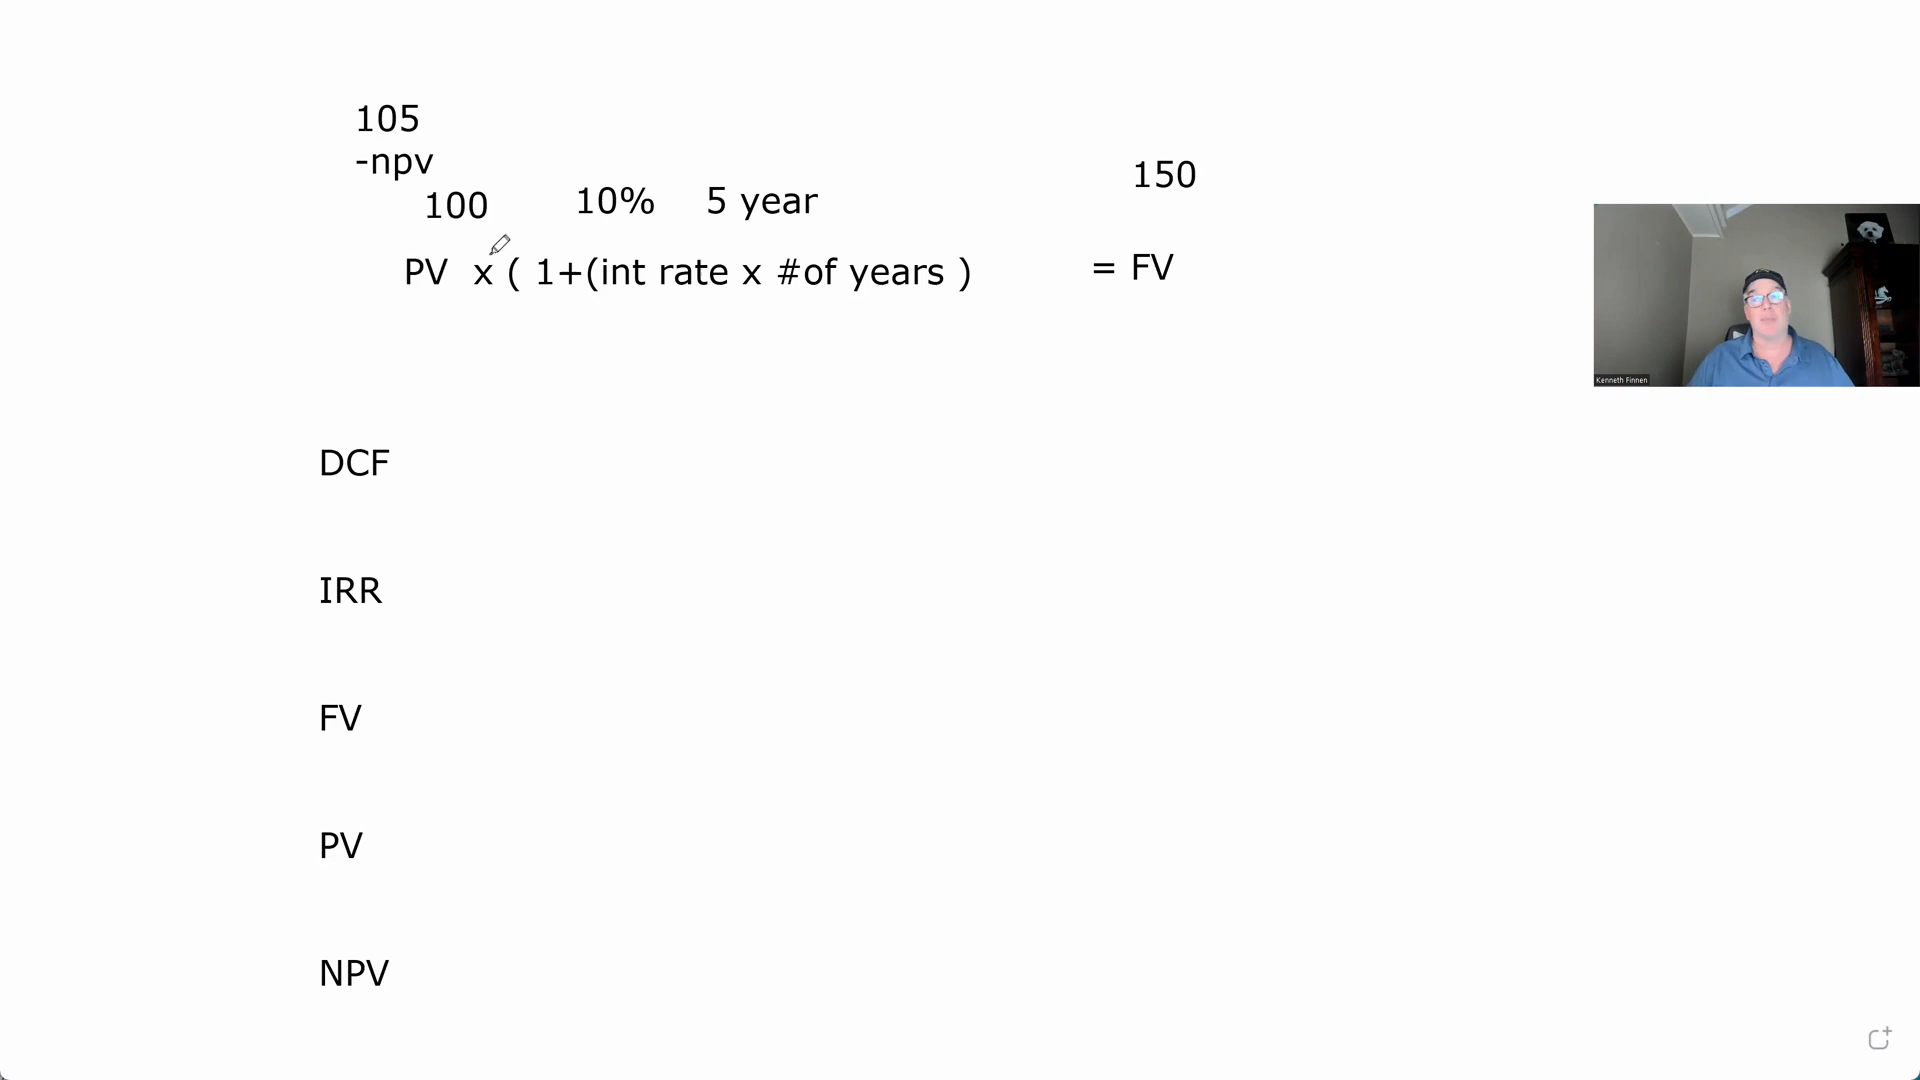 105
-npv
150
100 10% 5 year
PV x ( 1+(int rate x #of years ) = FV
Kenneth Finnen
DCF
IRR
FV
PV
NPV